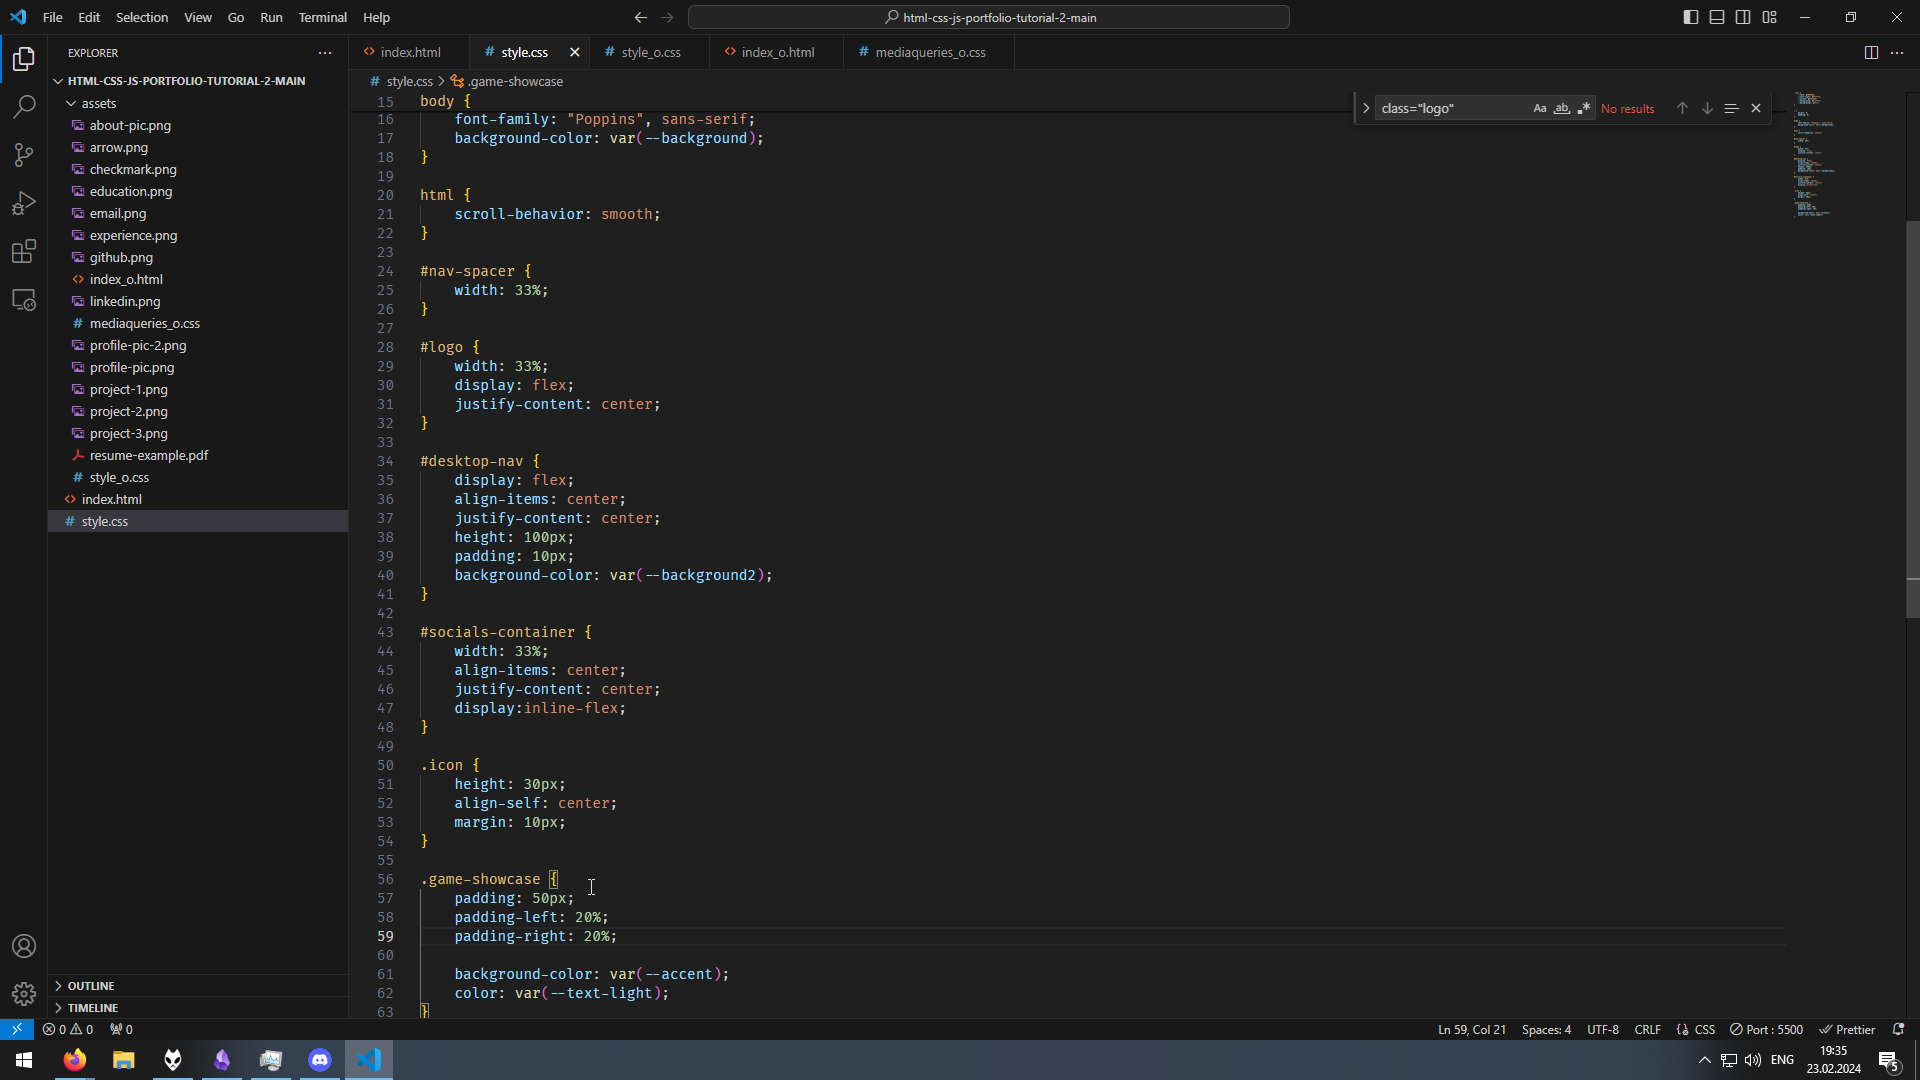 File Edit Selection View Go Run Terminal Help
html-css-js-portfolio-tutorial-2-main
EXPLORER
HTML-CSS-JS-PORTFOLIO-TUTORIAL-2-MAIN
assets
about-pic.png
arrow.png
checkmark.png
education.png
email.png
experience.png
github.png
index_o.html
linkedin.png
mediaqueries_o.css
profile-pic-2.png
profile-pic.png
project-1.png
project-2.png
project-3.png
resume-example.pdf
style_o.css
index.html
style.css
OUTLINE
TIMELINE
index.html style.css style_o.css index_o.html mediaqueries_o.css
style.css > .game-showcase
class="logo" Aa ab .* No results
15 body {
16     font-family: "Poppins", sans-serif;
17     background-color: var(--background);
18 }
19
20 html {
21     scroll-behavior: smooth;
22 }
23
24 #nav-spacer {
25     width: 33%;
26 }
27
28 #logo {
29     width: 33%;
30     display: flex;
31     justify-content: center;
32 }
33
34 #desktop-nav {
35     display: flex;
36     align-items: center;
37     justify-content: center;
38     height: 100px;
39     padding: 10px;
40     background-color: var(--background2);
41 }
42
43 #socials-container {
44     width: 33%;
45     align-items: center;
46     justify-content: center;
47     display:inline-flex;
48 }
49
50 .icon {
51     height: 30px;
52     align-self: center;
53     margin: 10px;
54 }
55
56 .game-showcase {
57     padding: 50px;
58     padding-left: 20%;
59     padding-right: 20%;
60
61     background-color: var(--accent);
62     color: var(--text-light);
63 }
0 0 0 Ln 59, Col 21 Spaces: 4 UTF-8 CRLF CSS Port : 5500 Prettier
ENG 19:35
23.02.2024 5